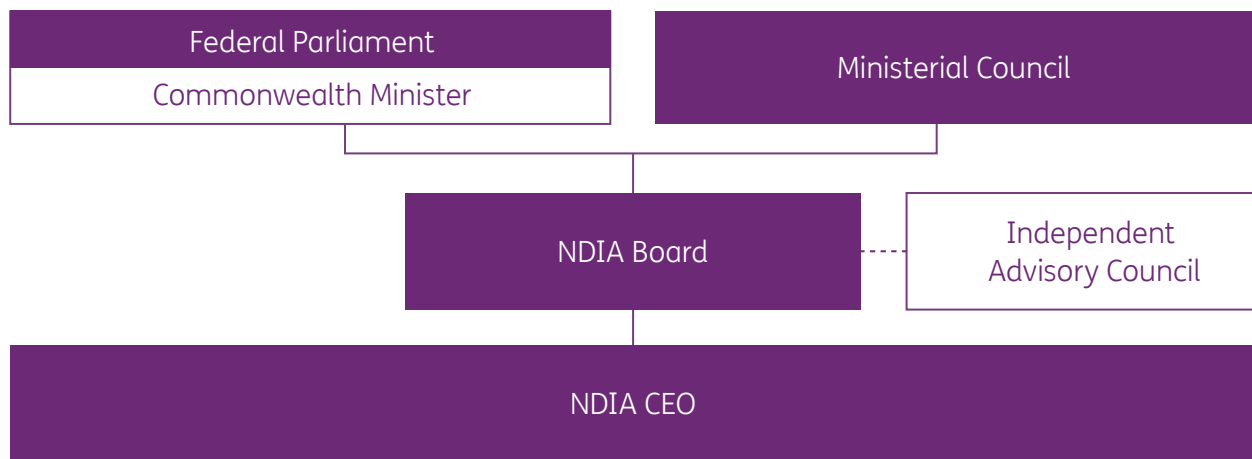 Federal Parliament
Commonwealth Minister
Ministerial Council
NDIA Board
Independent
Advisory Council
NDIA CEO